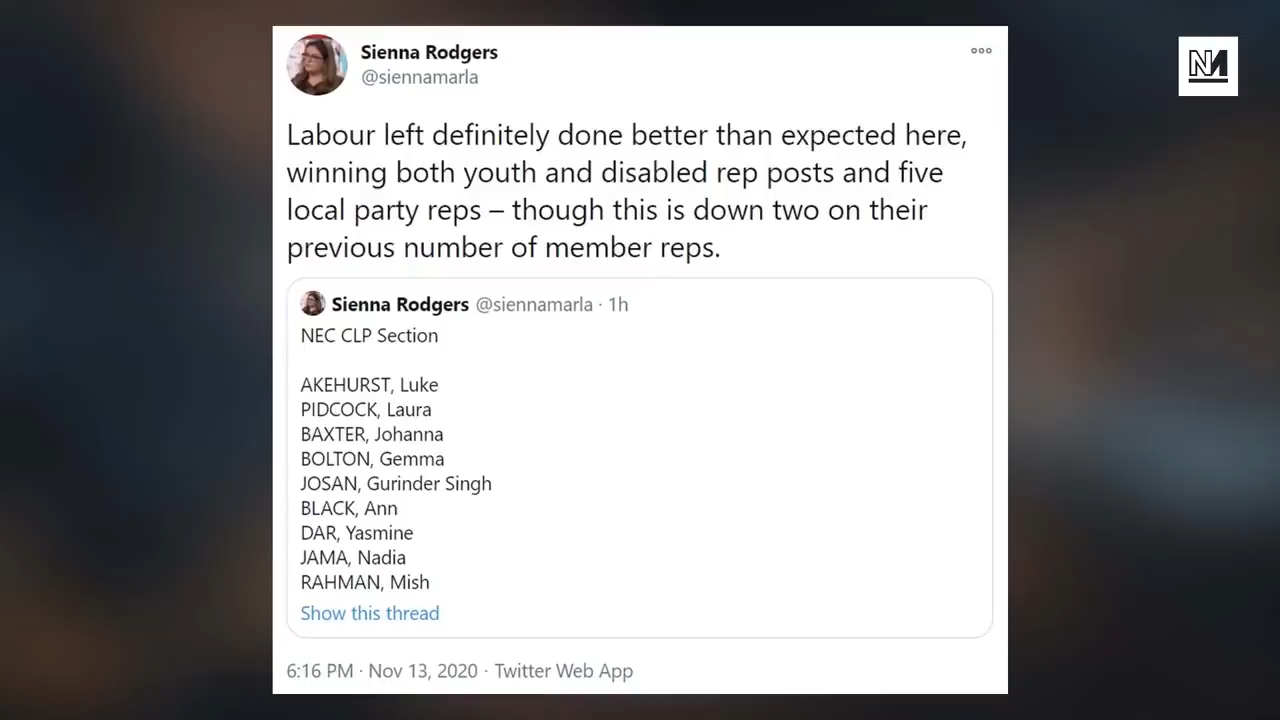 Sienna Rodgers
@siennamarla
Labour left definitely done better than expected here,
winning both youth and disabled rep posts and five
local party reps – though this is down two on their
previous number of member reps.
Sienna Rodgers @siennamarla · 1h
NEC CLP Section
AKEHURST, Luke
PIDCOCK, Laura
BAXTER, Johanna
BOLTON, Gemma
JOSAN, Gurinder Singh
BLACK, Ann
DAR, Yasmine
JAMA, Nadia
RAHMAN, Mish
Show this thread
6:16 PM · Nov 13, 2020 · Twitter Web App
NM